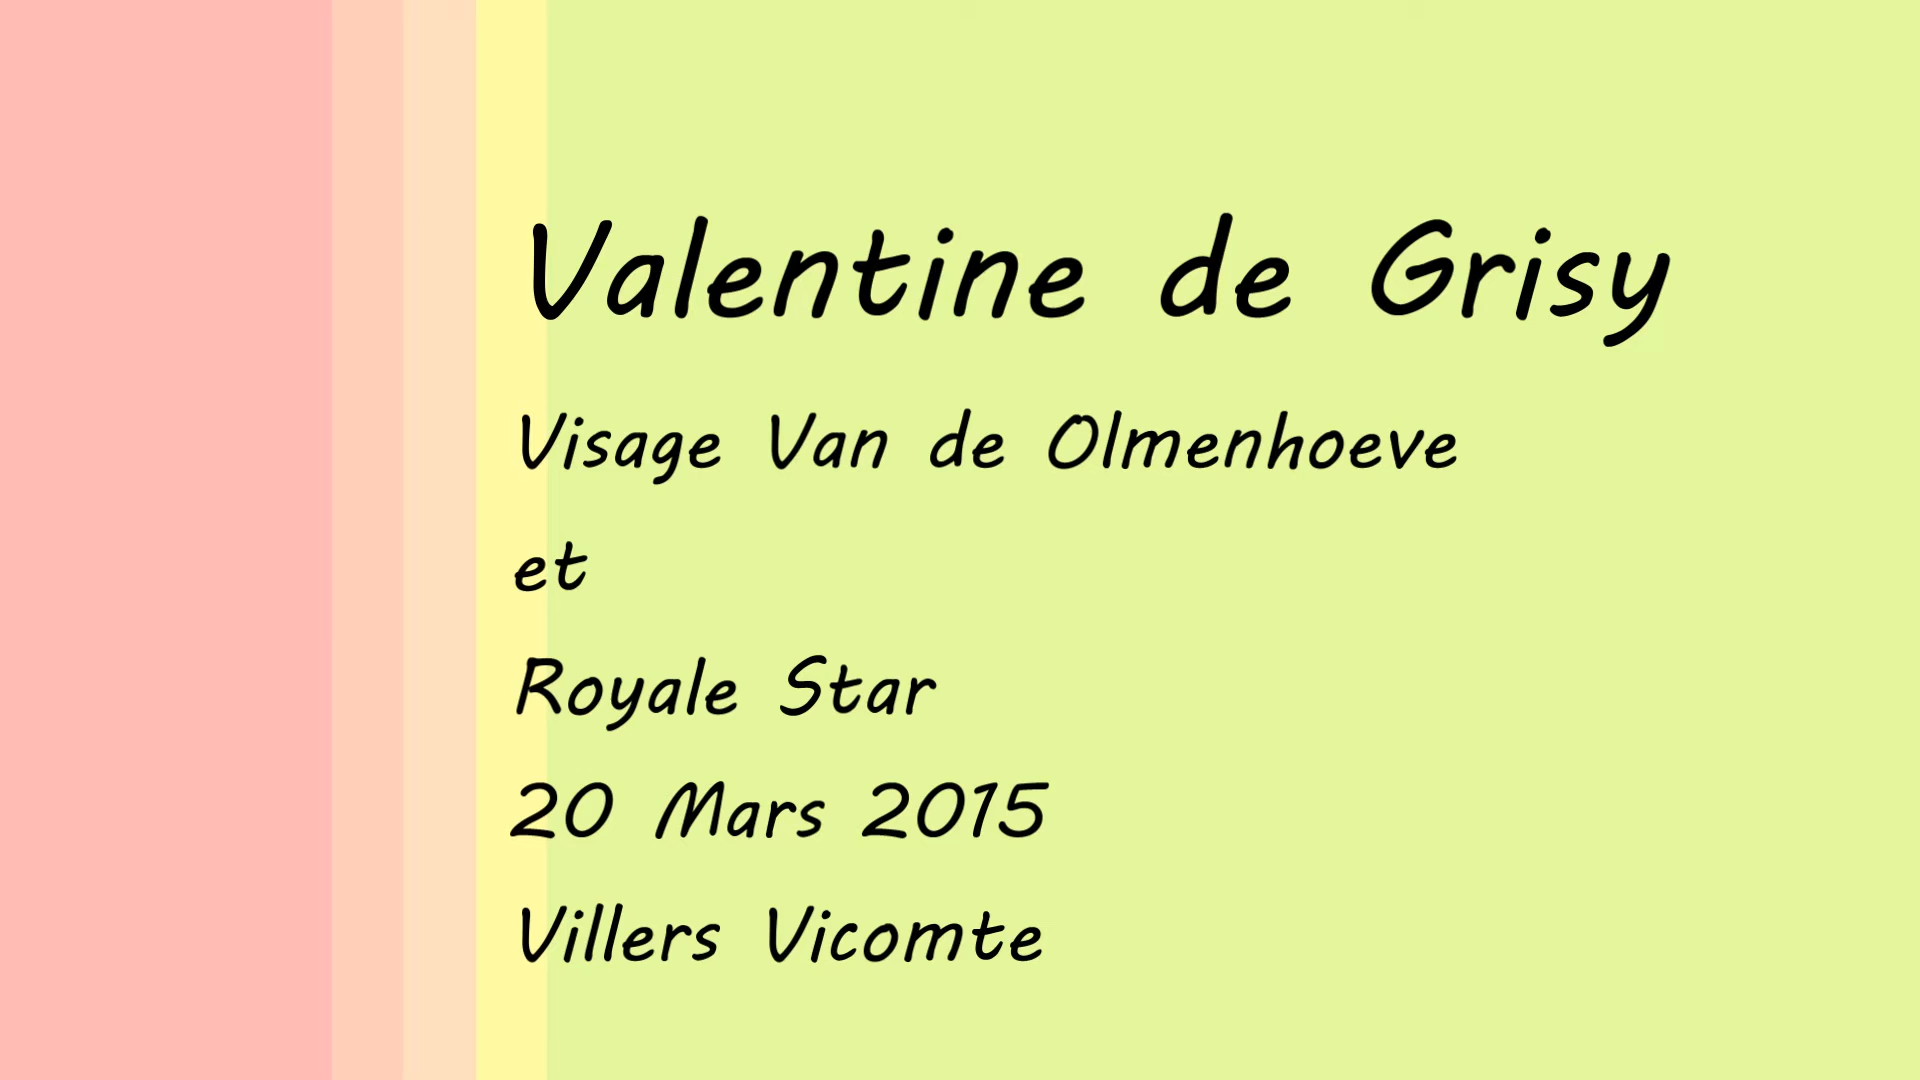 Valentine de Grisy
Visage Van de Olmenhoeve
et
Royale Star
20 Mars 2015
Villers Vicomte